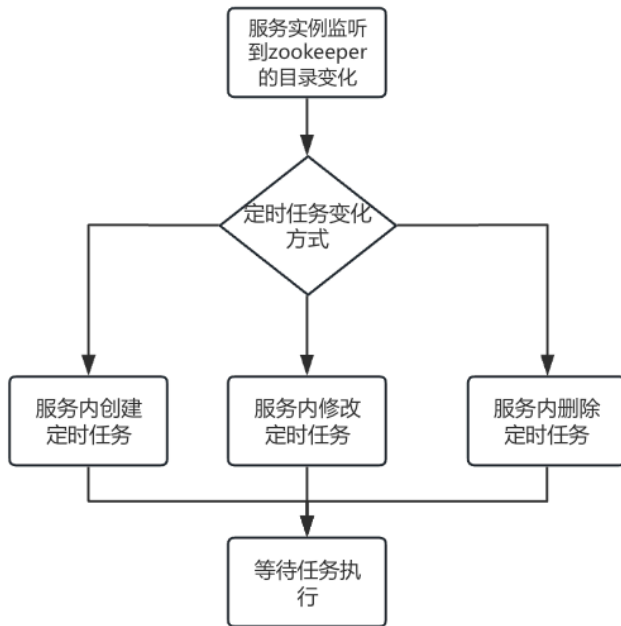 服务实例监听
到zookeeper
的目录变化
定时任务变化
方式
服务内创建
定时任务
服务内修改
定时任务
服务内删除
定时任务
等待任务执
行